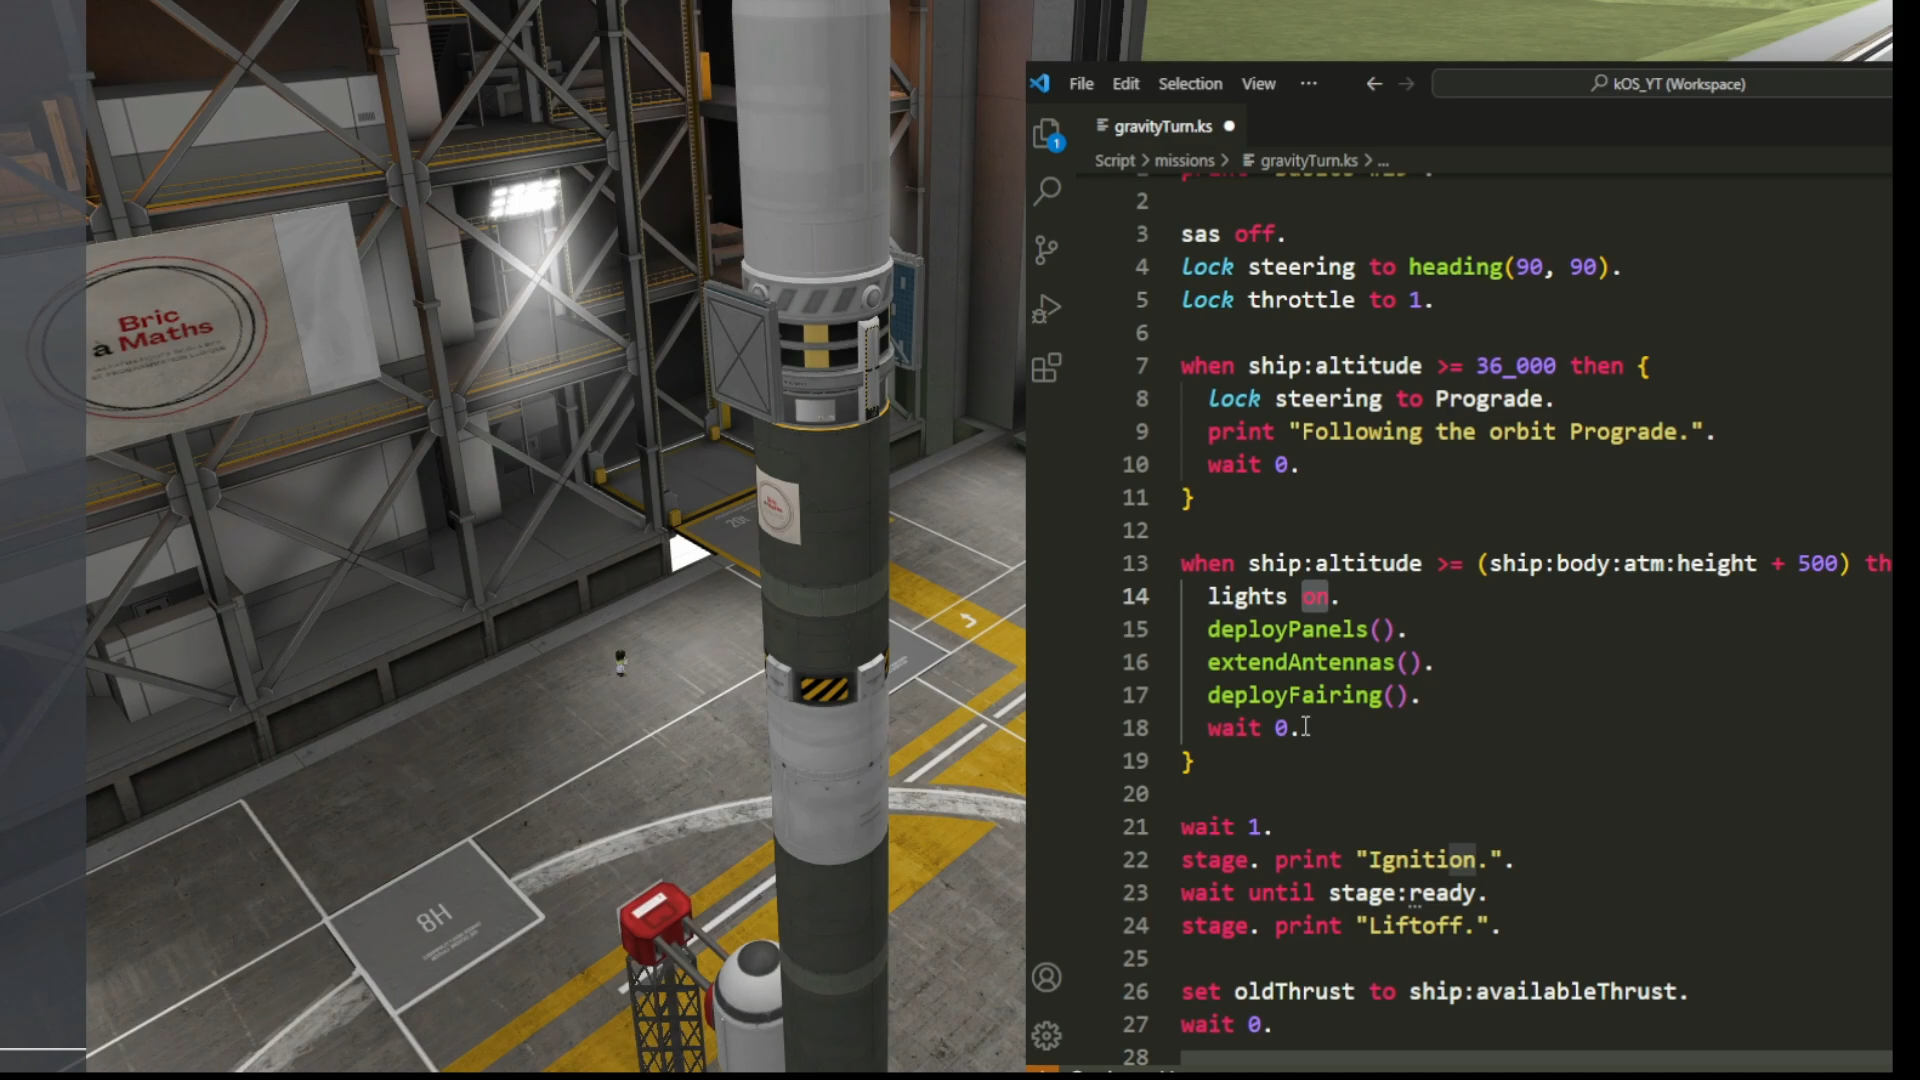 Bric
à Maths
20t
8H
File Edit Selection View ···
kOS_YT (Workspace)
1
gravityTurn.ks
Script > missions > gravityTurn.ks > ...
2
3 sas off.
4 Lock steering to heading(90, 90).
5 Lock throttle to 1.
6
7 when ship:altitude >= 36_000 then {
8 Lock steering to Prograde.
9 print "Following the orbit Prograde.".
10 wait 0.
11 }
12
13 when ship:altitude >= (ship:body:atm:height + 500) th
14 lights on.
15 deployPanels().
16 extendAntennas().
17 deployFairing().
18 wait 0.
19 }
20
21 wait 1.
22 stage. print "Ignition.".
23 wait until stage:ready.
24 stage. print "Liftoff.".
25
26 set oldThrust to ship:availableThrust.
27 wait 0.
28